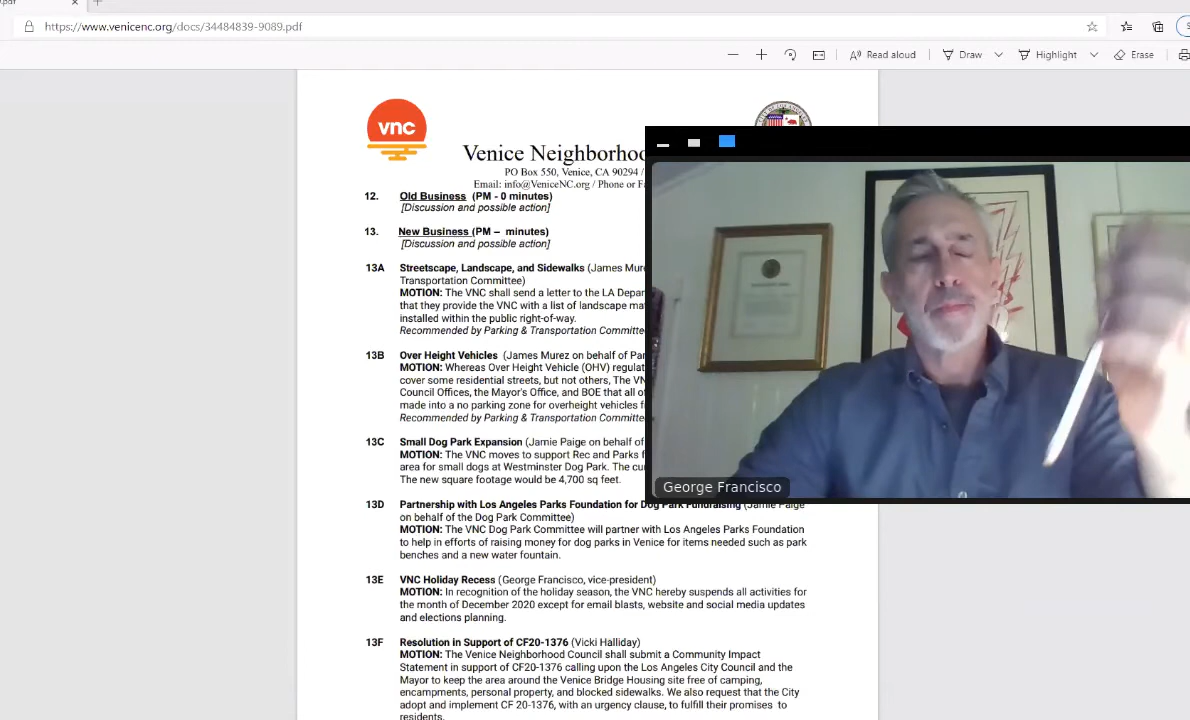 .pdf
https://www.venicenc.org/docs/34484839-9089.pdf
Read aloud
Draw
Highlight
Erase
vnc
Venice Neighborhoo
PO Box 550, Venice, CA 90294 /
Email: info@VeniceNC.org / Phone or Fa
12. Old Business (PM - 0 minutes)
[Discussion and possible action]
13. New Business (PM – minutes)
[Discussion and possible action]
13A Streetscape, Landscape, and Sidewalks (James Mure
Transportation Committee)
MOTION: The VNC shall send a letter to the LA Depar
that they provide the VNC with a list of landscape ma
installed within the public right-of-way.
Recommended by Parking & Transportation Committe
13B Over Height Vehicles (James Murez on behalf of Par
MOTION: Whereas Over Height Vehicle (OHV) regulat
cover some residential streets, but not others, The VN
Council Offices, the Mayor's Office, and BOE that all of
made into a no parking zone for overheight vehicles f
Recommended by Parking & Transportation Committe
13C Small Dog Park Expansion (Jamie Paige on behalf of
MOTION: The VNC moves to support Rec and Parks f
area for small dogs at Westminster Dog Park. The cu
The new square footage would be 4,700 sq feet.
13D Partnership with Los Angeles Parks Foundation for Dog Park Fundraising (Jamie Paige
on behalf of the Dog Park Committee)
MOTION: The VNC Dog Park Committee will partner with Los Angeles Parks Foundation
to help in efforts of raising money for dog parks in Venice for items needed such as park
benches and a new water fountain.
13E VNC Holiday Recess (George Francisco, vice-president)
MOTION: In recognition of the holiday season, the VNC hereby suspends all activities for
the month of December 2020 except for email blasts, website and social media updates
and elections planning.
13F Resolution in Support of CF20-1376 (Vicki Halliday)
MOTION: The Venice Neighborhood Council shall submit a Community Impact
Statement in support of CF20-1376 calling upon the Los Angeles City Council and the
Mayor to keep the area around the Venice Bridge Housing site free of camping,
encampments, personal property, and blocked sidewalks. We also request that the City
adopt and implement CF 20-1376, with an urgency clause, to fulfill their promises to
residents.
George Francisco